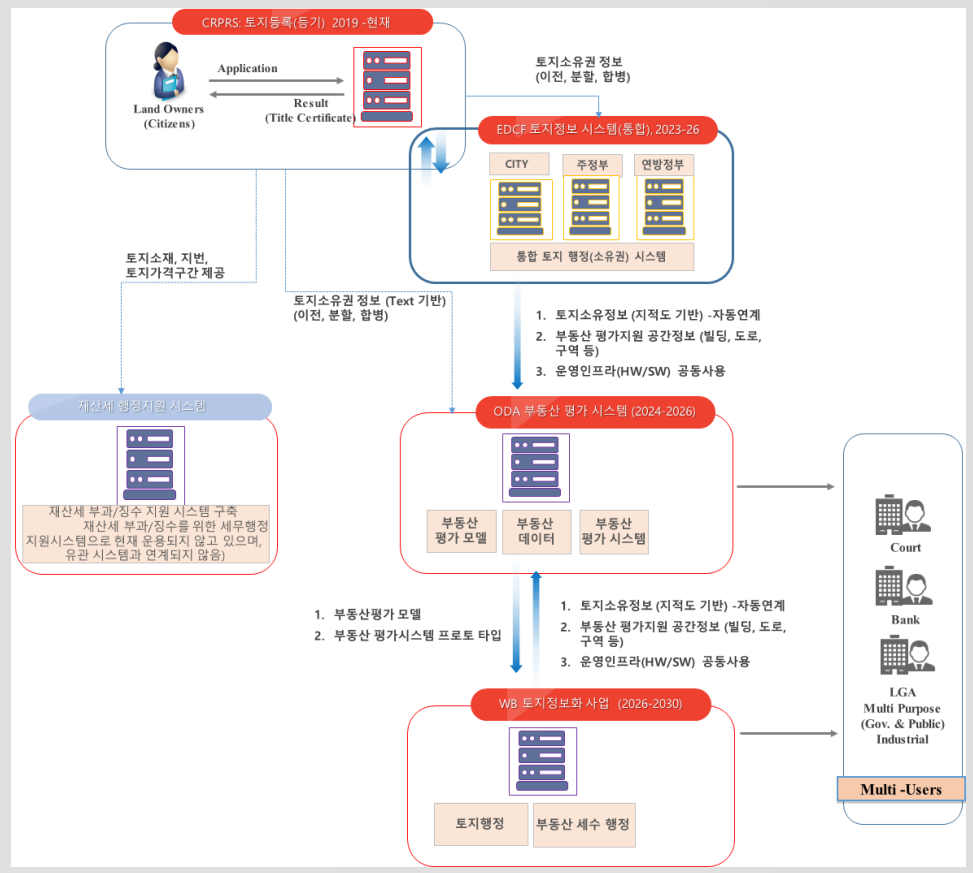 CRPRS: 토지등록(등기) 2019 -현재
Application
Result
(Title Certificate)
Land Owners
(Citizens)
토지소유권 정보
(이전, 분할, 합병)
EDCF 토지정보 시스템(통합), 2023-26
CITY
주정부
연방정부
통합 토지 행정(소유권) 시스템
토지소재, 지번,
토지가격구간 제공
토지소유권 정보 (Text 기반)
(이전, 분할, 합병)
1. 토지소유정보 (지적도 기반) -자동연계
2. 부동산 평가지원 공간정보 (빌딩, 도로,
구역 등)
3. 운영인프라(HW/SW) 공동사용
재산세 행정지원 시스템
재산세 부과/징수 지원 시스템 구축
재산세 부과/징수를 위한 세무행정
지원시스템으로 현재 운용되지 않고 있으며,
유관 시스템과 연계되지 않음)
ODA 부동산 평가 시스템 (2024-2026)
부동산
평가 모델
부동산
데이터
부동산
평가 시스템
1. 부동산평가 모델
2. 부동산 평가시스템 프로토 타입
1. 토지소유정보 (지적도 기반) -자동연계
2. 부동산 평가지원 공간정보 (빌딩, 도로,
구역 등)
3. 운영인프라(HW/SW) 공동사용
WB 토지정보화 사업 (2026-2030)
토지행정
부동산 세수 행정
Court
Bank
LGA
Multi Purpose
(Gov. & Public)
Industrial
Multi -Users